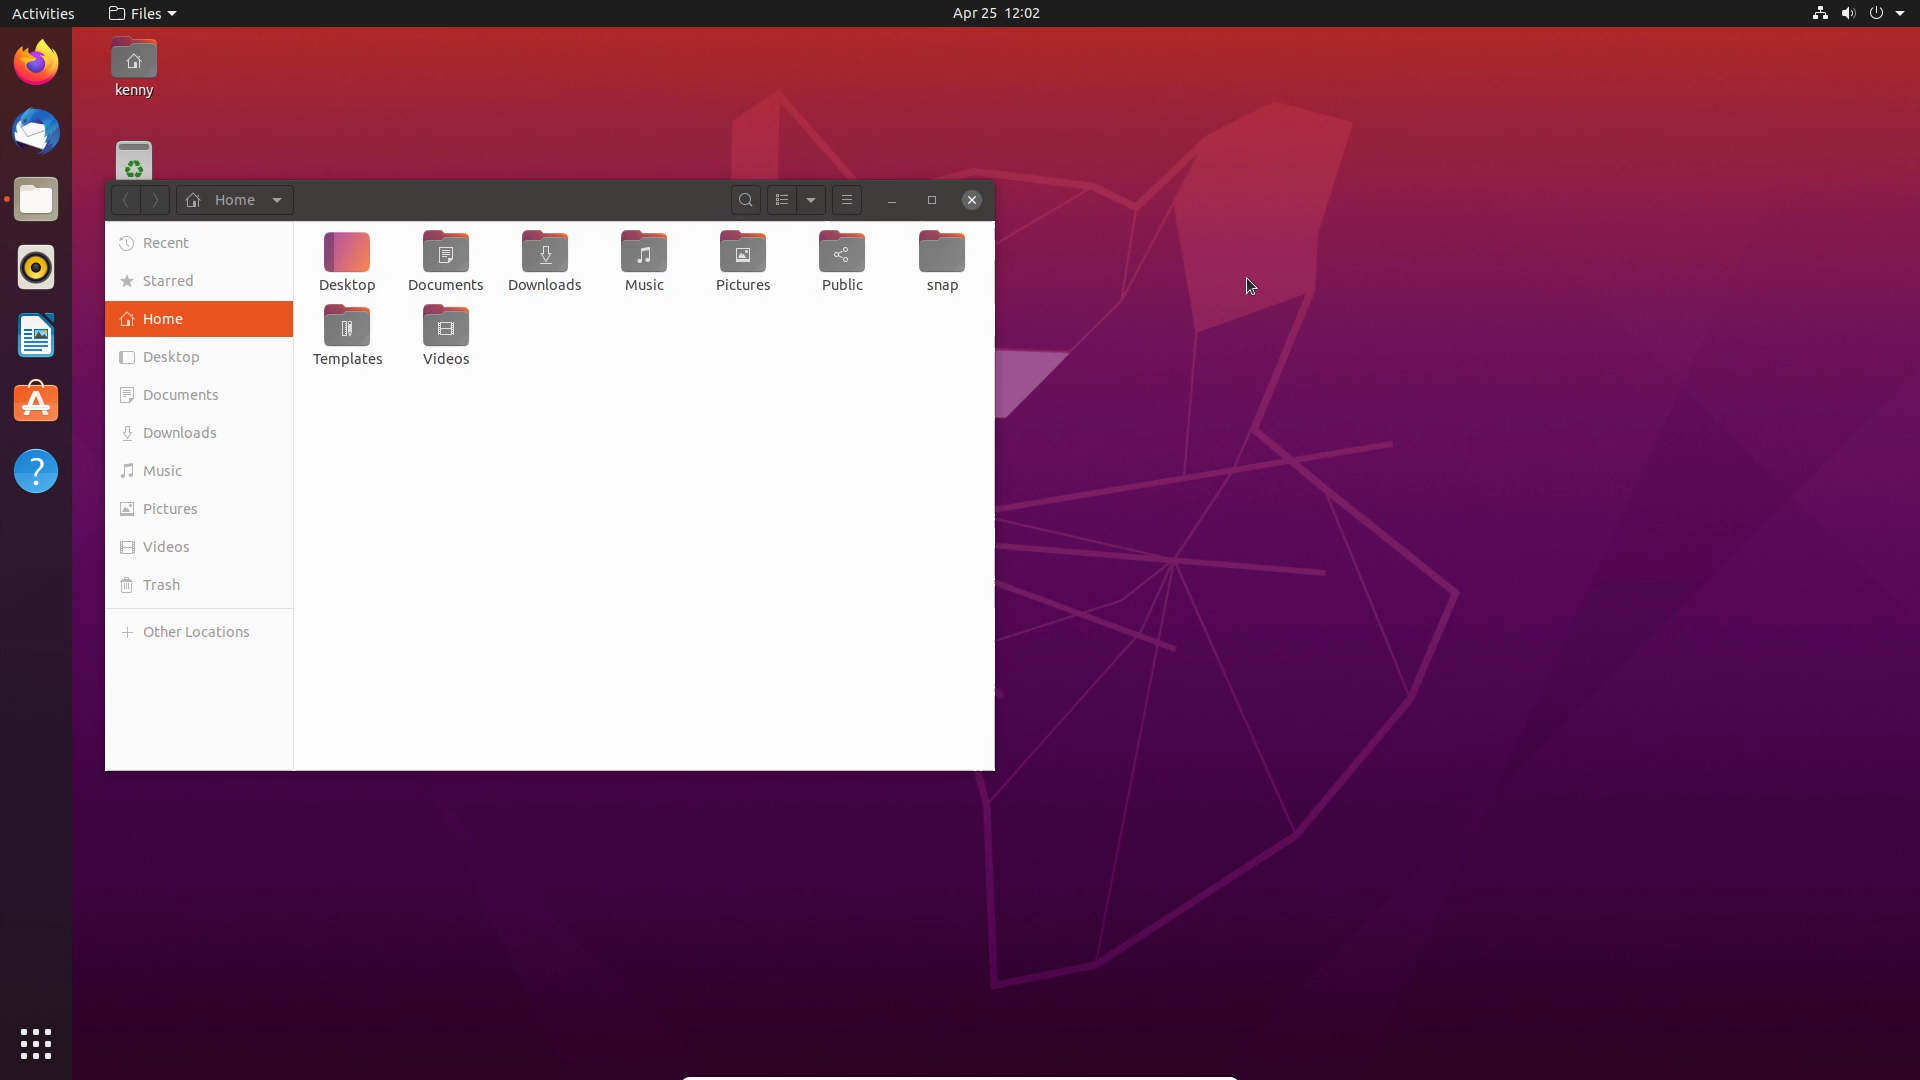 Activities Files Apr 25 12:02
kenny
Home
Recent
Starred
Home
Desktop
Documents
Downloads
Music
Pictures
Videos
Trash
Other Locations
Desktop Documents Downloads Music Pictures Public snap
Templates Videos